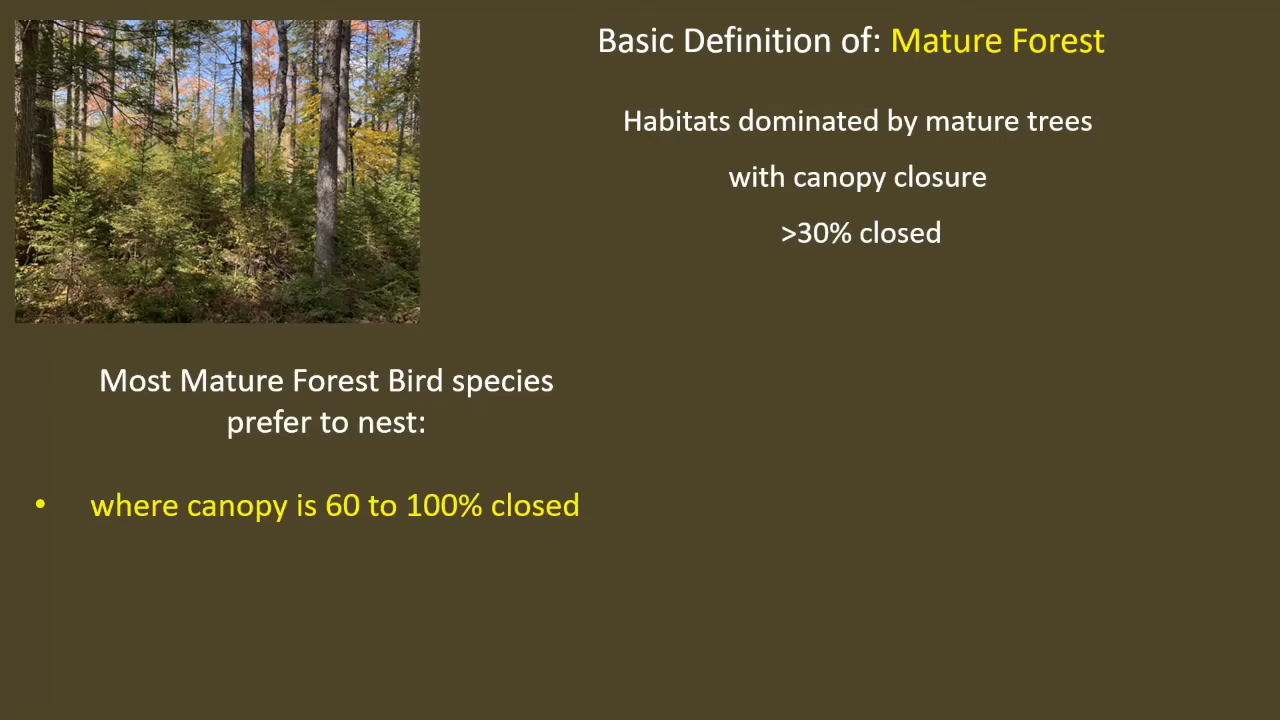 Basic Definition of: Mature Forest
Habitats dominated by mature trees
with canopy closure
>30% closed
Most Mature Forest Bird species
prefer to nest:
• where canopy is 60 to 100% closed